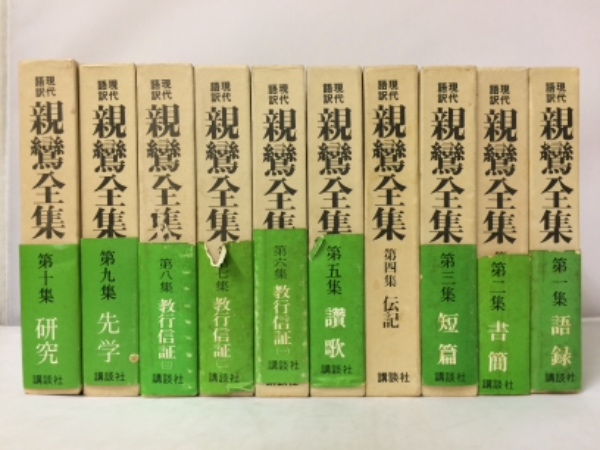 現代語訳
親鸞全集
第十集
研究
講談社
現代語訳
親鸞全集
第九集
先学
講談社
現代語訳
親鸞全集
第八集
教行信証
講談社
現代語訳
親鸞全集
集
教行信証
講談社
現代語訳
親鸞全集
第六集
教行信証(一)
講談社
現代語訳
親鸞全集
第五集
讃歌
講談社
現代語訳
親鸞全集
第四集
伝記
講談社
現代語訳
親鸞全集
第三集
短篇
講談社
現代語訳
親鸞全集
第二集
書簡
講談社
現代語訳
親鸞全集
第一集
語録
講談社